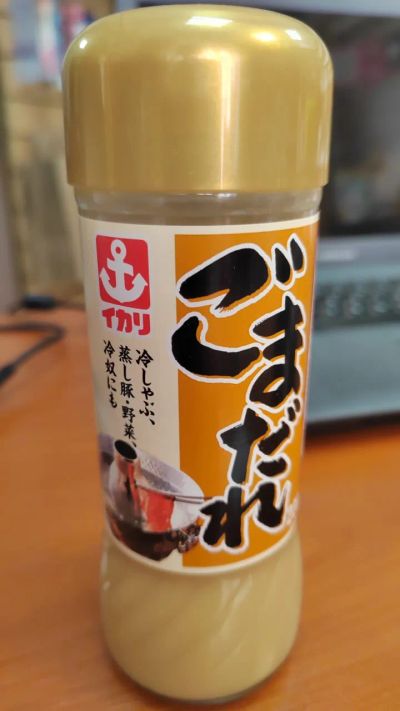 イカリ
ごまだれ
冷しゃぶ、
蒸し豚・野菜、
冷奴にも